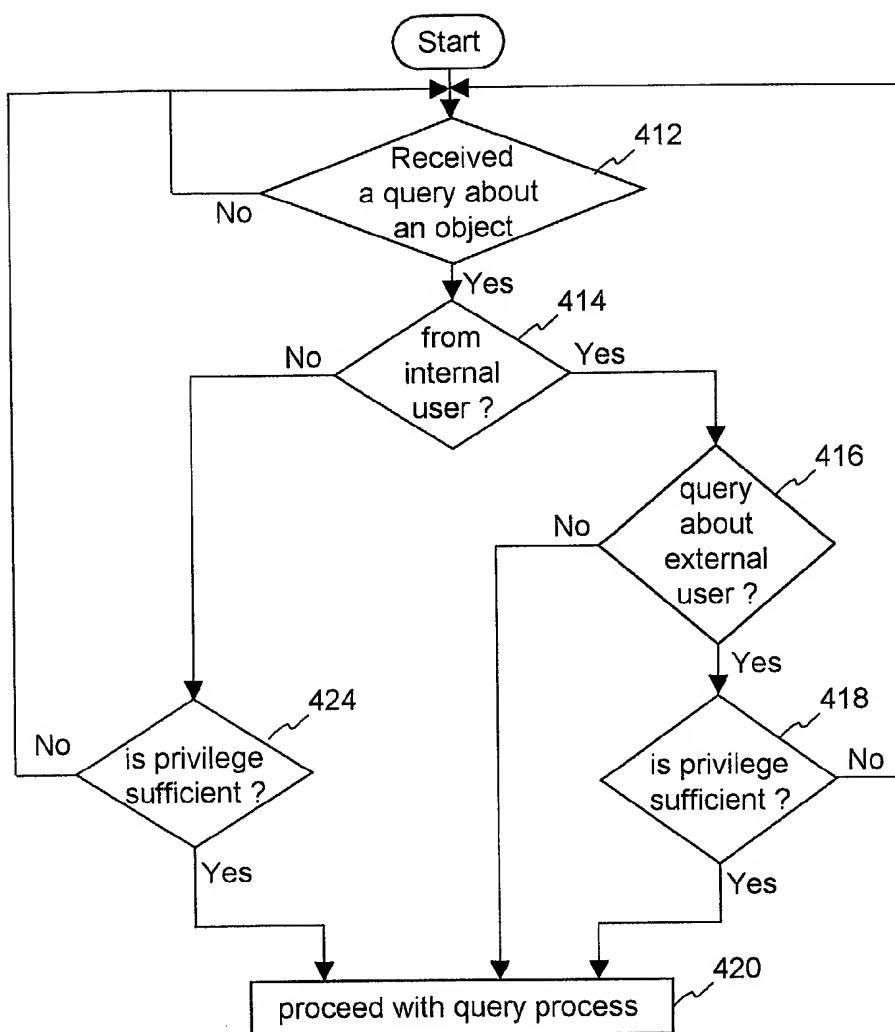 Start
Received
a query about
an object
412
No
Yes
from
internal
user ?
414
No
Yes
query
about
external
user ?
416
No
Yes
is privilege
sufficient ?
424
No
Yes
is privilege
sufficient ?
418
No
Yes
proceed with query process
420